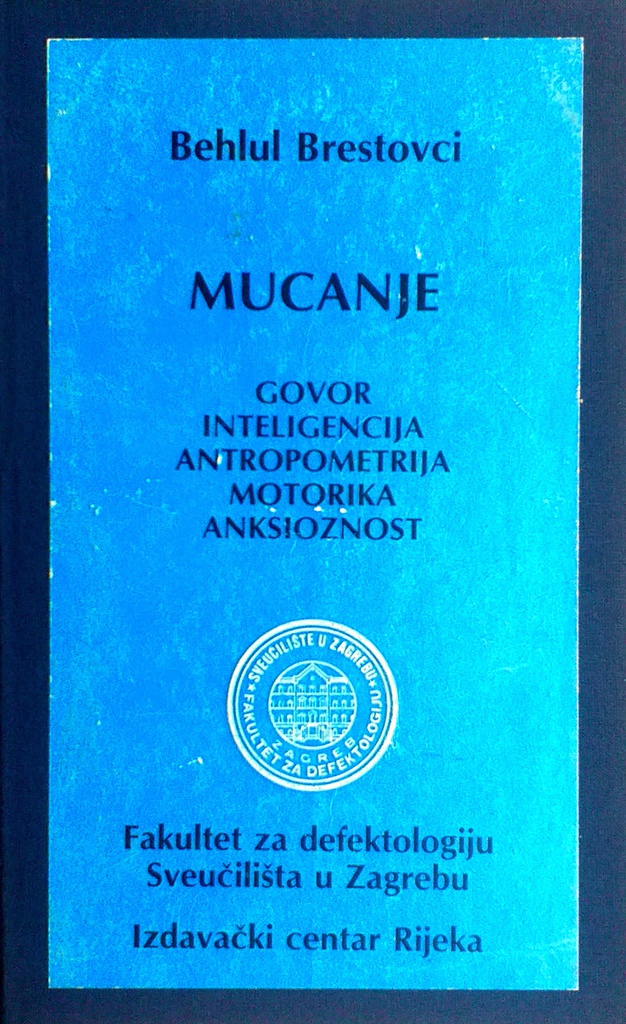 Behlul Brestovci
MUCANJE
GOVOR
INTELIGENCIJA
ANTROPOMETRIJA
MOTORIKA
ANKSIOZNOST
SVEUČILIŠTE U ZAGREBU
FAKULTET ZA DEFEKTOLOGIJU
ZAGREB
Fakultet za defektologiju
Sveučilišta u Zagrebu
Izdavački centar Rijeka